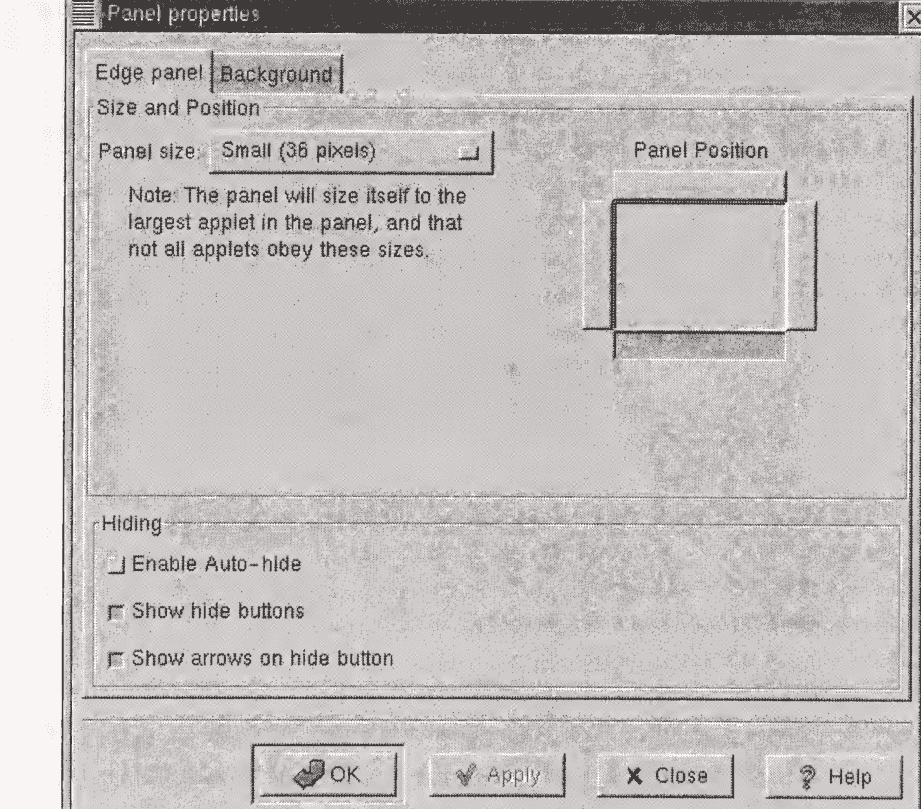 Panel properties
Edge panel Background
Size and Position
Panel size: Small (36 pixels)
Panel Position
Note: The panel will size itself to the
largest applet in the panel, and that
not all applets obey these sizes.
Hiding
Enable Auto-hide
Show hide buttons
Show arrows on hide button
OK Apply Close Help